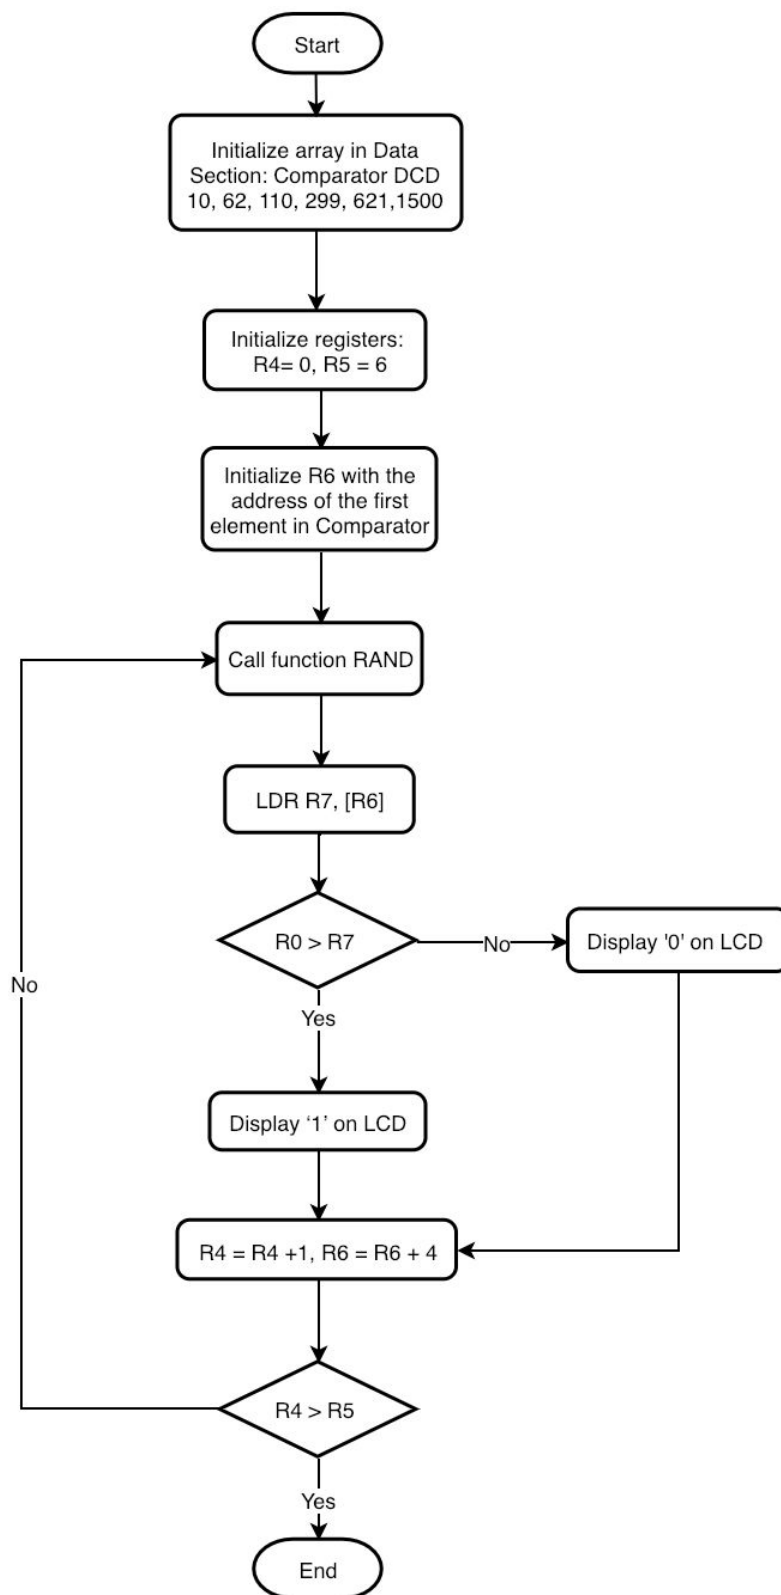 Start
Initialize array in Data
Section: Comparator DCD
10, 62, 110, 299, 621,1500
Initialize registers:
R4= 0, R5 = 6
Initialize R6 with the
address of the first
element in Comparator
Call function RAND
LDR R7, [R6]
R0 > R7
No
Display '0' on LCD
No
Yes
Display ‘1’ on LCD
R4 = R4 +1, R6 = R6 + 4
R4 > R5
Yes
End